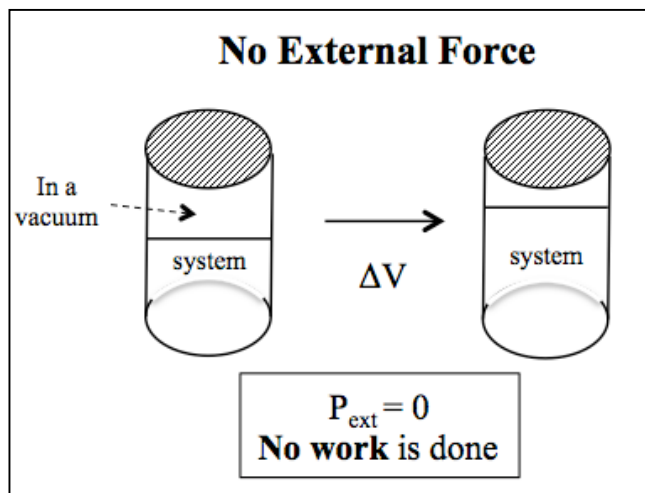 No External Force
In a
vacuum
system
ΔV
system
P_ext = 0
No work is done